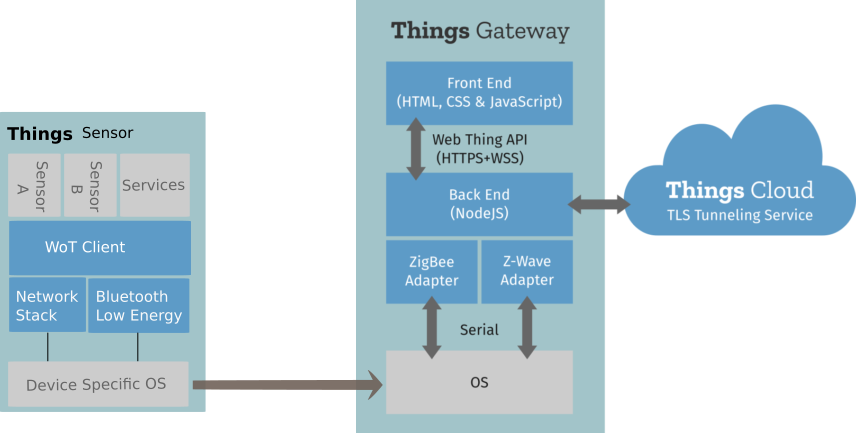 Things Gateway
Front End
(HTML, CSS & JavaScript)
Web Thing API
(HTTPS+WSS)
Back End
(NodeJS)
ZigBee
Adapter
Z-Wave
Adapter
Serial
OS
Things Sensor
Sensor
A
Sensor
B
Services
WoT Client
Network
Stack
Bluetooth
Low Energy
Device Specific OS
Things Cloud
TLS Tunneling Service